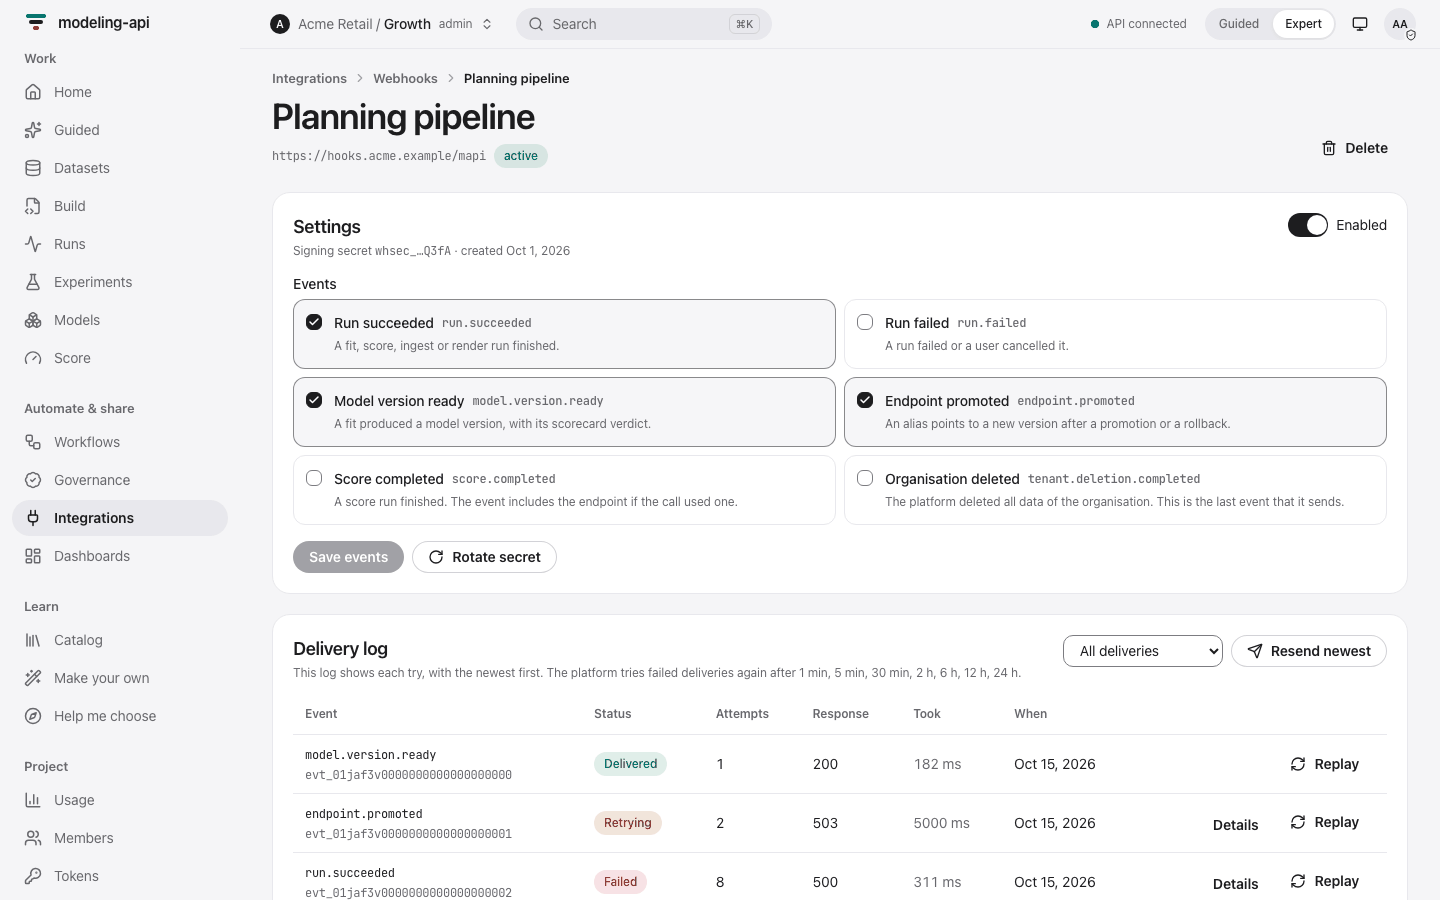 modeling-api
A Acme Retail / Growth admin
Search ⌘K
API connected
Guided Expert
AA
Work
Home
Guided
Datasets
Build
Runs
Experiments
Models
Score
Automate & share
Workflows
Governance
Integrations
Dashboards
Learn
Catalog
Make your own
Help me choose
Project
Usage
Members
Tokens
Integrations > Webhooks > Planning pipeline
Planning pipeline
https://hooks.acme.example/mapi active
Delete
Settings
Enabled
Signing secret whsec_…Q3fA · created Oct 1, 2026
Events
Run succeeded run.succeeded
A fit, score, ingest or render run finished.
Run failed run.failed
A run failed or a user cancelled it.
Model version ready model.version.ready
A fit produced a model version, with its scorecard verdict.
Endpoint promoted endpoint.promoted
An alias points to a new version after a promotion or a rollback.
Score completed score.completed
A score run finished. The event includes the endpoint if the call used one.
Organisation deleted tenant.deletion.completed
The platform deleted all data of the organisation. This is the last event that it sends.
Save events Rotate secret
Delivery log
All deliveries Resend newest
This log shows each try, with the newest first. The platform tries failed deliveries again after 1 min, 5 min, 30 min, 2 h, 6 h, 12 h, 24 h.
Event Status Attempts Response Took When
model.version.ready
evt_01jaf3v0000000000000000000 Delivered 1 200 182 ms Oct 15, 2026 Replay
endpoint.promoted
evt_01jaf3v0000000000000000001 Retrying 2 503 5000 ms Oct 15, 2026 Details Replay
run.succeeded
evt_01jaf3v0000000000000000002 Failed 8 500 311 ms Oct 15, 2026 Details Replay